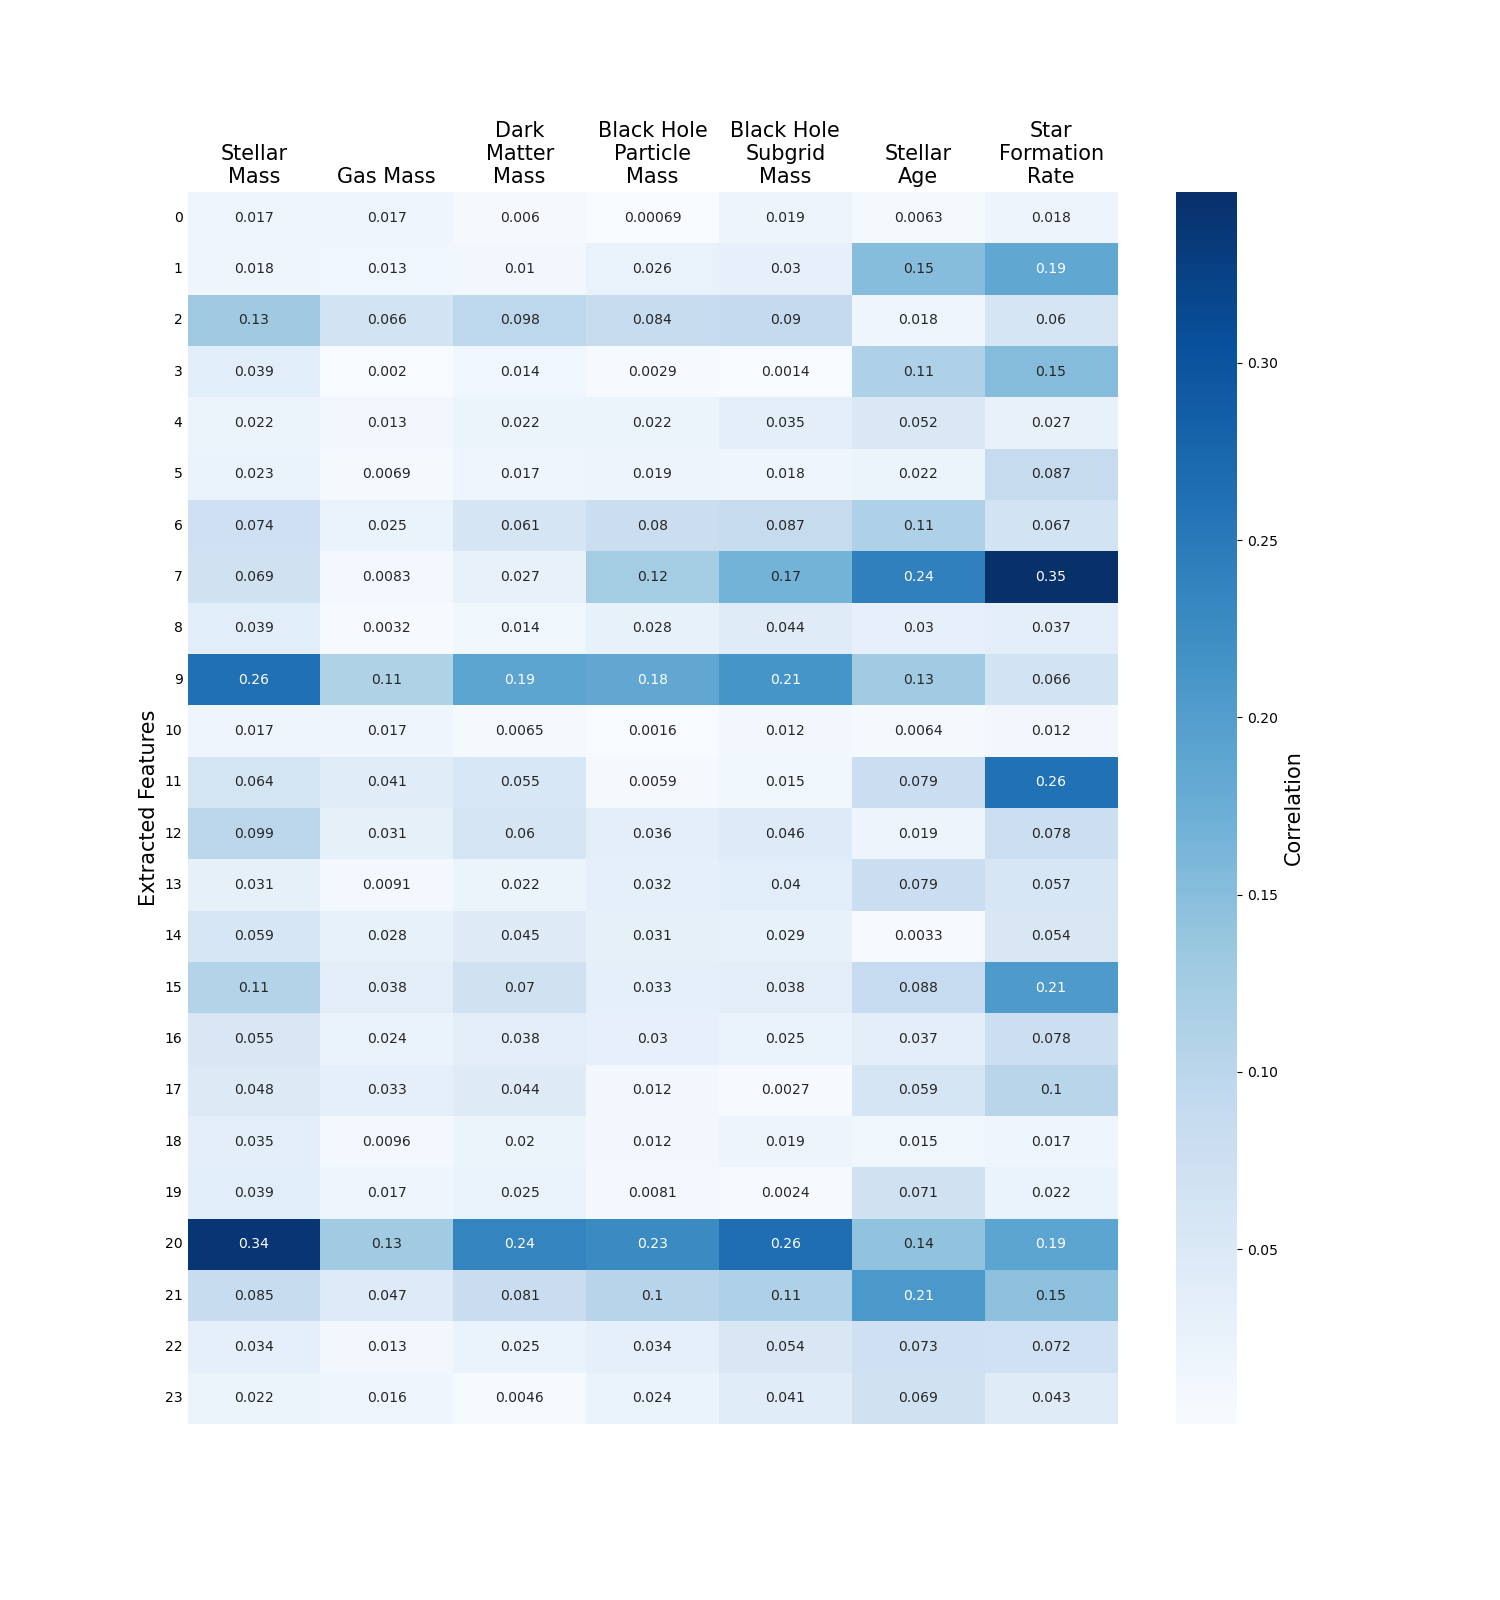 Stellar
Mass
Gas Mass
Dark
Matter
Mass
Black Hole
Particle
Mass
Black Hole
Subgrid
Mass
Stellar
Age
Star
Formation
Rate
0 0.017 0.017 0.006 0.00069 0.019 0.0063 0.018
1 0.018 0.013 0.01 0.026 0.03 0.15 0.19
2 0.13 0.066 0.098 0.084 0.09 0.018 0.06
3 0.039 0.002 0.014 0.0029 0.0014 0.11 0.15
4 0.022 0.013 0.022 0.022 0.035 0.052 0.027
5 0.023 0.0069 0.017 0.019 0.018 0.022 0.087
6 0.074 0.025 0.061 0.08 0.087 0.11 0.067
7 0.069 0.0083 0.027 0.12 0.17 0.24 0.35
8 0.039 0.0032 0.014 0.028 0.044 0.03 0.037
9 0.26 0.11 0.19 0.18 0.21 0.13 0.066
10 0.017 0.017 0.0065 0.0016 0.012 0.0064 0.012
11 0.064 0.041 0.055 0.0059 0.015 0.079 0.26
12 0.099 0.031 0.06 0.036 0.046 0.019 0.078
13 0.031 0.0091 0.022 0.032 0.04 0.079 0.057
14 0.059 0.028 0.045 0.031 0.029 0.0033 0.054
15 0.11 0.038 0.07 0.033 0.038 0.088 0.21
16 0.055 0.024 0.038 0.03 0.025 0.037 0.078
17 0.048 0.033 0.044 0.012 0.0027 0.059 0.1
18 0.035 0.0096 0.02 0.012 0.019 0.015 0.017
19 0.039 0.017 0.025 0.0081 0.0024 0.071 0.022
20 0.34 0.13 0.24 0.23 0.26 0.14 0.19
21 0.085 0.047 0.081 0.1 0.11 0.21 0.15
22 0.034 0.013 0.025 0.034 0.054 0.073 0.072
23 0.022 0.016 0.0046 0.024 0.041 0.069 0.043
Extracted Features
0.30
0.25
0.20
0.15
0.10
0.05
Correlation